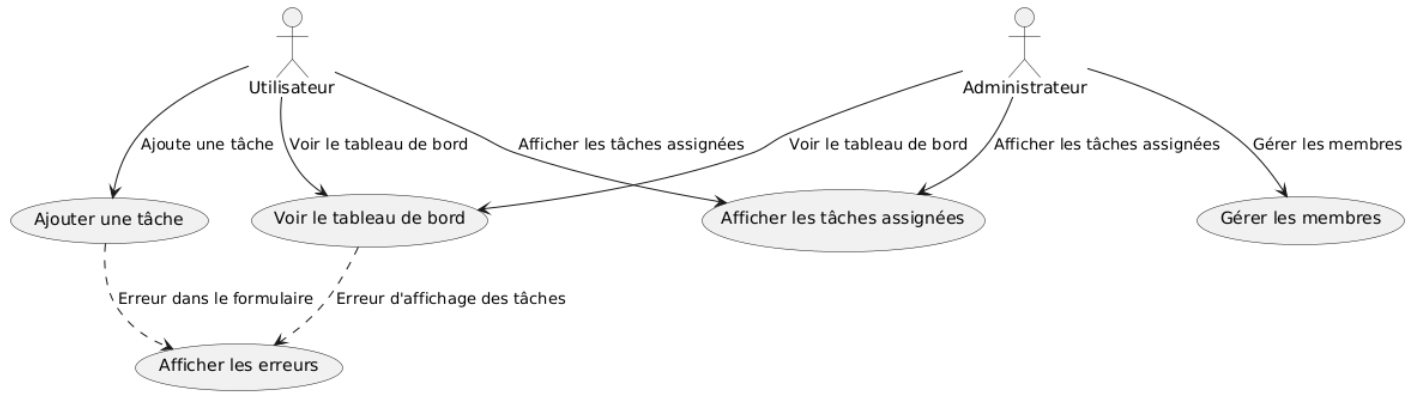 Utilisateur
Administrateur
Ajoute une tâche
Voir le tableau de bord
Afficher les tâches assignées
Voir le tableau de bord
Afficher les tâches assignées
Gérer les membres
Ajouter une tâche
Voir le tableau de bord
Afficher les tâches assignées
Gérer les membres
Erreur dans le formulaire
Erreur d'affichage des tâches
Afficher les erreurs